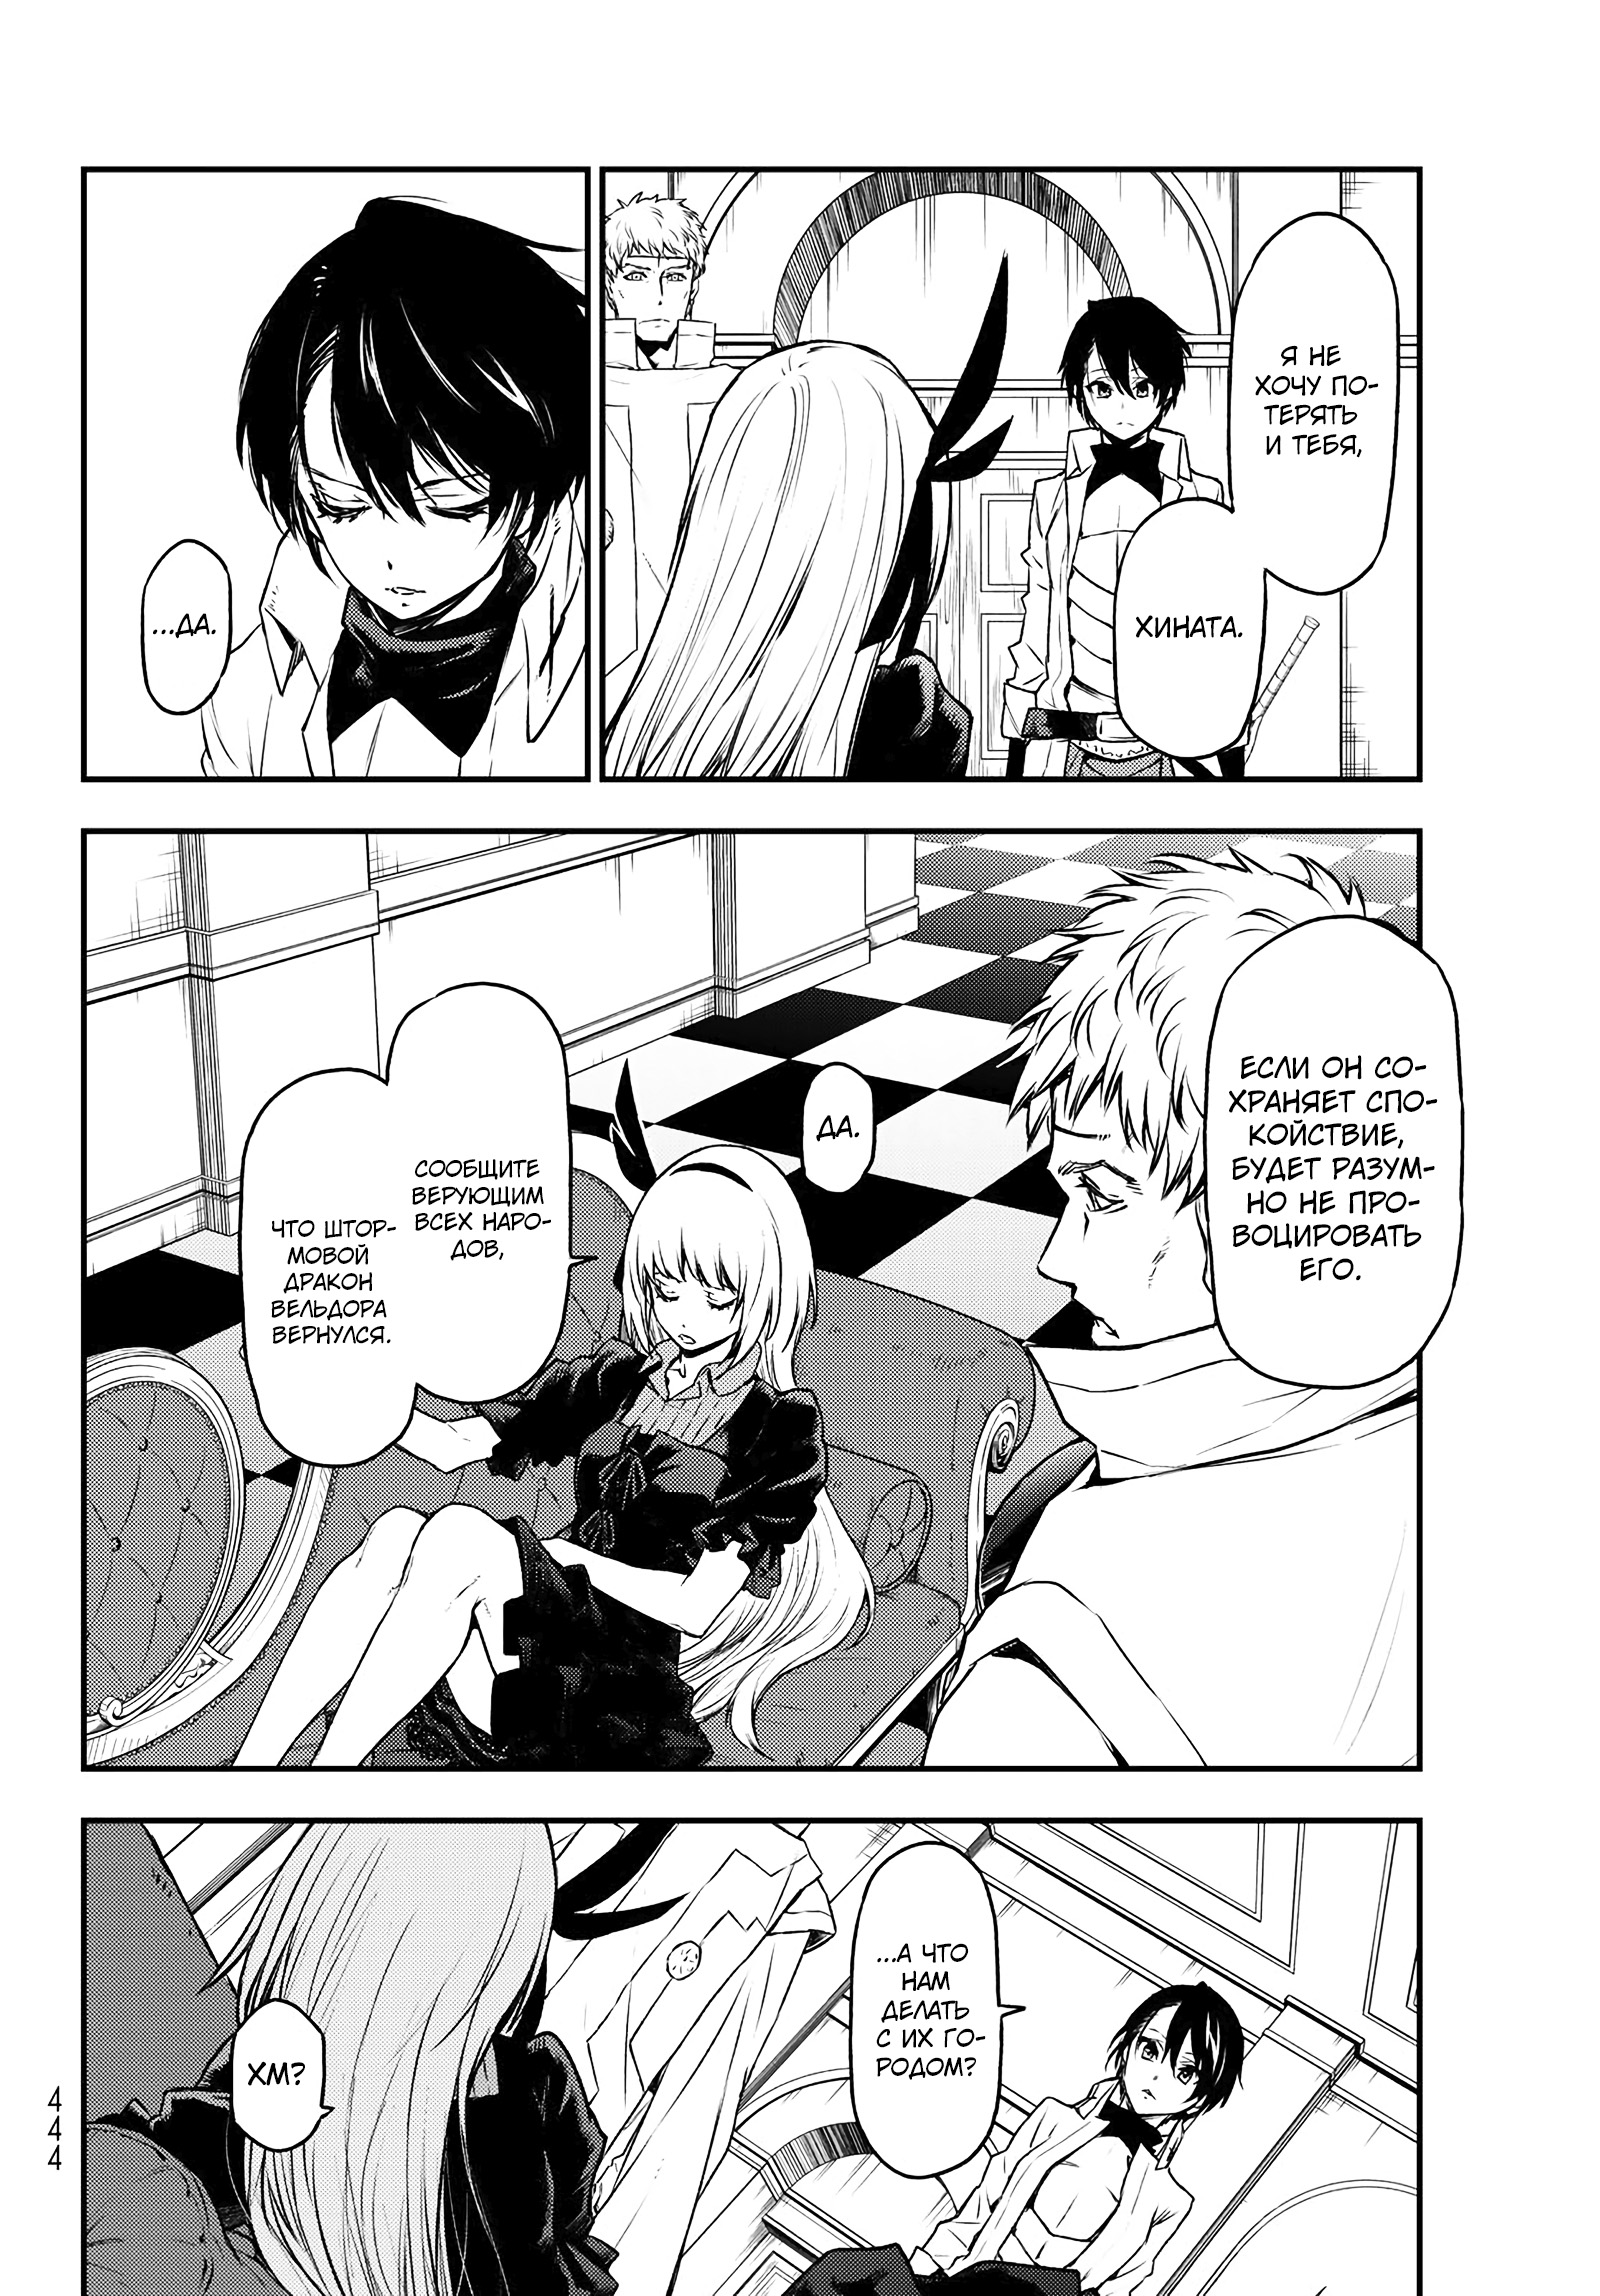 Я НЕ
ХОЧУ ПО-
ТЕРЯТЬ
И ТЕБЯ,
ХИНАТА.
...ДА.
ЕСЛИ ОН СО-
ХРАНЯЕТ СПО-
КОЙСТВИЕ,
БУДЕТ РАЗУМ-
НО НЕ ПРО-
ВОЦИРОВАТЬ
ЕГО.
ДА.
СООБЩИТЕ
ВЕРУЮЩИМ
ВСЕХ НАРО-
ДОВ,
ЧТО ШТОР-
МОВОЙ
ДРАКОН
ВЕЛЬДОРА
ВЕРНУЛСЯ.
...А ЧТО
НАМ
ДЕЛАТЬ
С ИХ ГО-
РОДОМ?
ХМ?
444